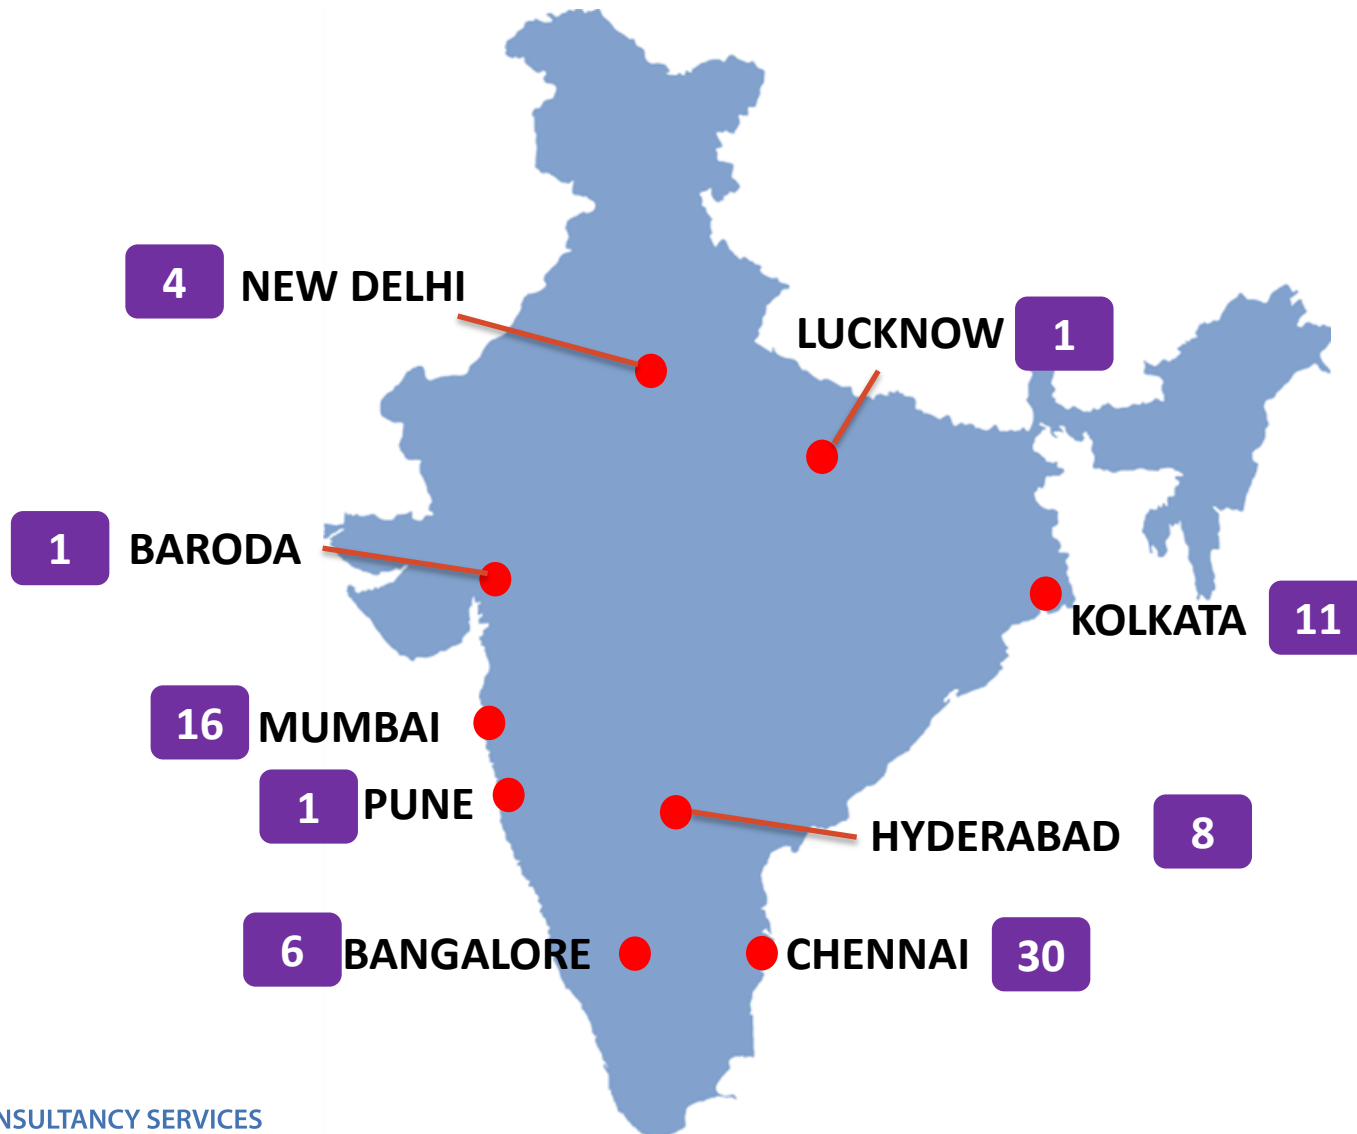 4 NEW DELHI
LUCKNOW 1
1 BARODA
KOLKATA 11
16 MUMBAI
1 PUNE
HYDERABAD 8
6 BANGALORE
CHENNAI 30
NSULTANCY SERVICES